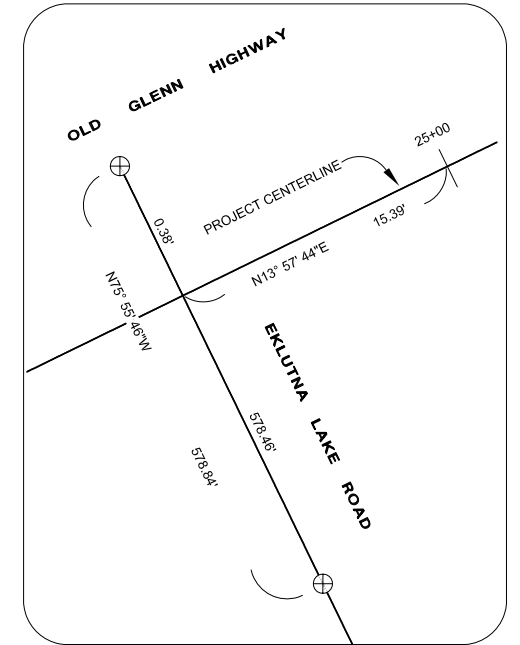 OLD GLENN HIGHWAY
25+00
PROJECT CENTERLINE
15.39'
0.38'
N13° 57' 44"E
N75° 55' 46"W
EKLUTNA LAKE ROAD
578.46'
578.84'